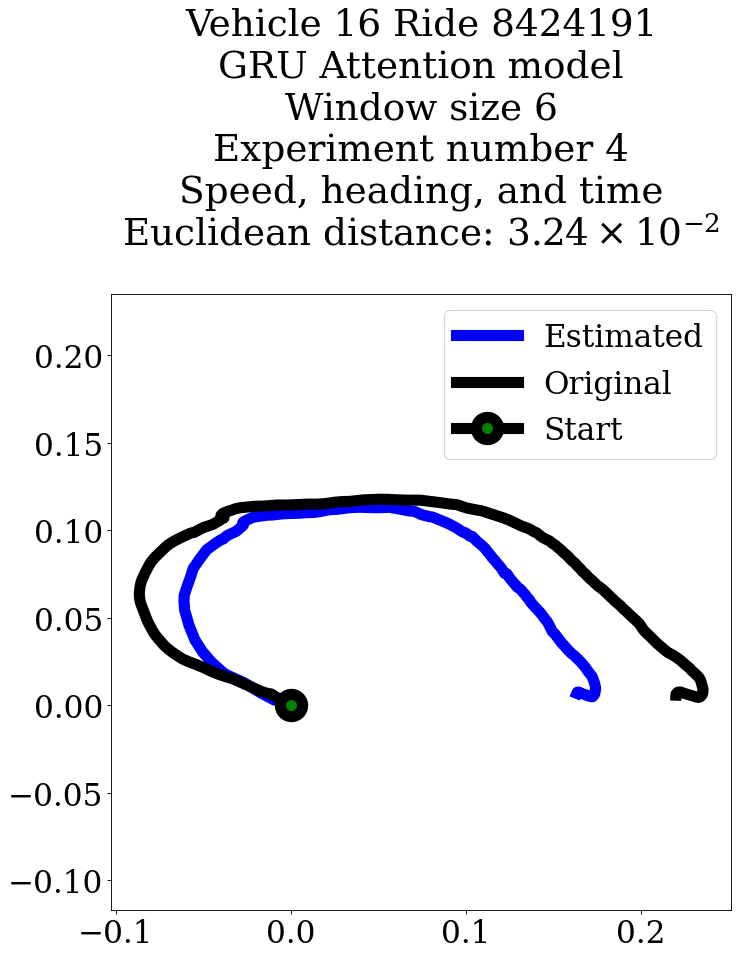 Vehicle 16 Ride 8424191
GRU Attention model
Window size 6
Experiment number 4
Speed, heading, and time
Euclidean distance: 3.24 × 10⁻²
Estimated
Original
Start
0.20
0.15
0.10
0.05
0.00
−0.05
−0.10
−0.1 0.0 0.1 0.2